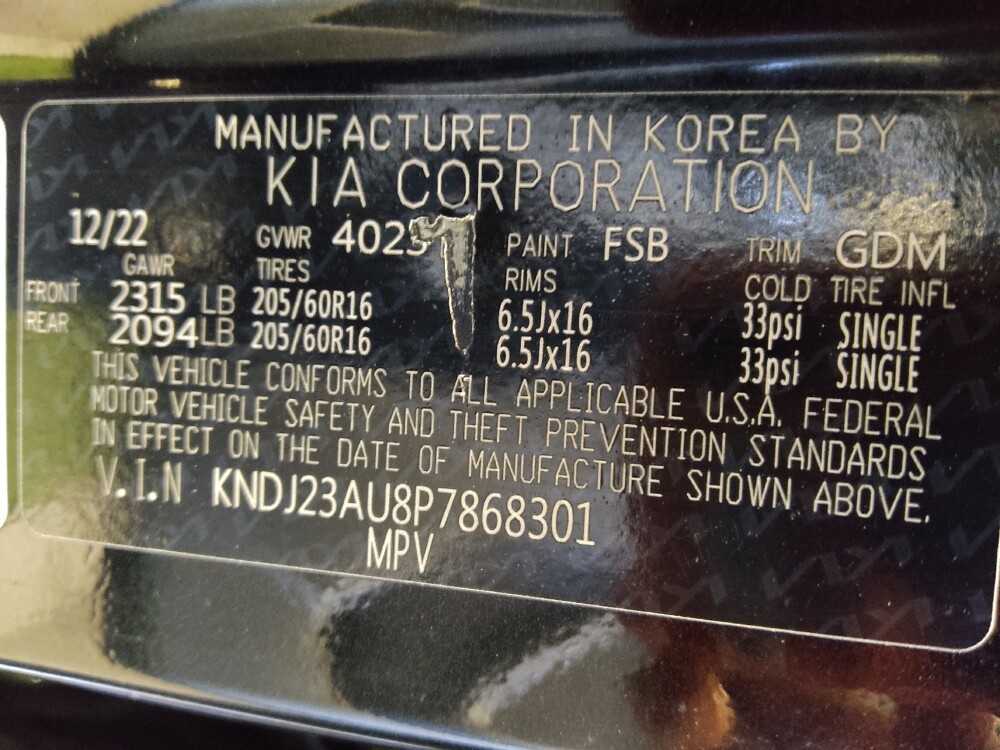 MANUFACTURED IN KOREA BY
KIA CORPORATION
12/22 GVWR PAINT FSB TRIM GDM
GAWR TIRES RIMS COLD TIRE INFL
FRONT 2315 LB 205/60R16 6.5Jx16 33psi SINGLE
REAR 2094 LB 205/60R16 6.5Jx16 33psi SINGLE
THIS VEHICLE CONFORMS TO ALL APPLICABLE U.S.A. FEDERAL
MOTOR VEHICLE SAFETY AND THEFT PREVENTION STANDARDS
IN EFFECT ON THE DATE OF MANUFACTURE SHOWN ABOVE.
V.I.N KNDJ23AU8P7868301
MPV